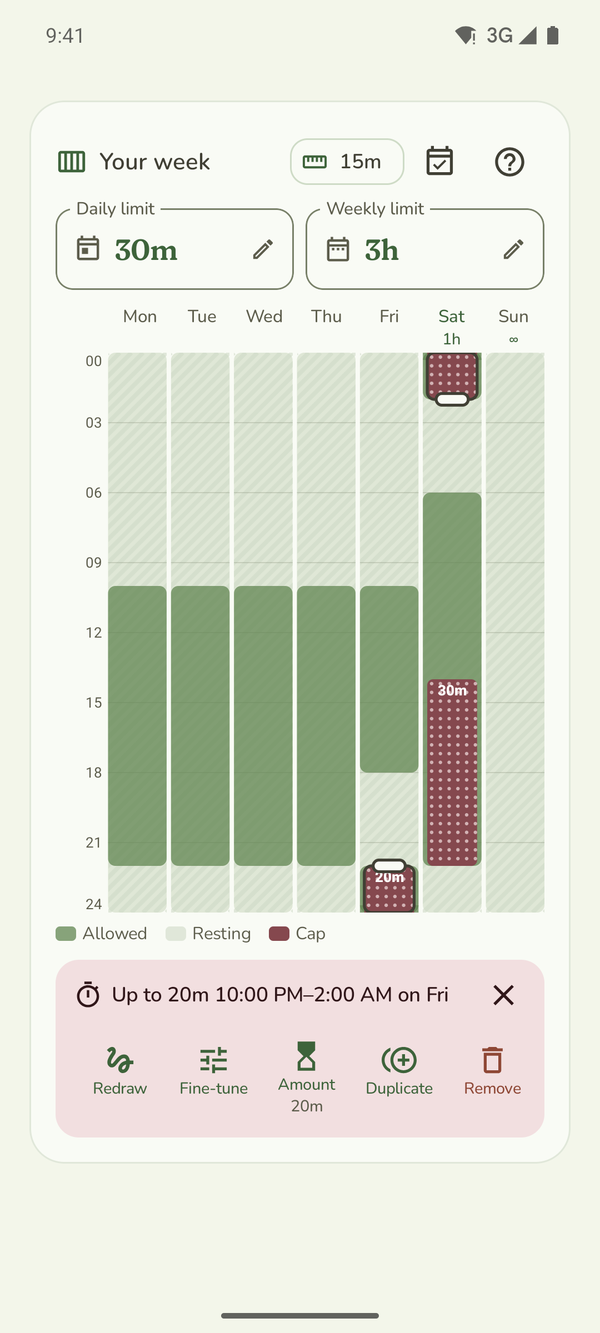 9:41
3G
Your week
15m
Daily limit
30m
Weekly limit
3h
Mon Tue Wed Thu Fri Sat Sun
1h ∞
00
03
06
09
12
15
18
21
24
30m
20m
Allowed Resting Cap
Up to 20m 10:00 PM–2:00 AM on Fri
Redraw Fine-tune Amount Duplicate Remove
20m